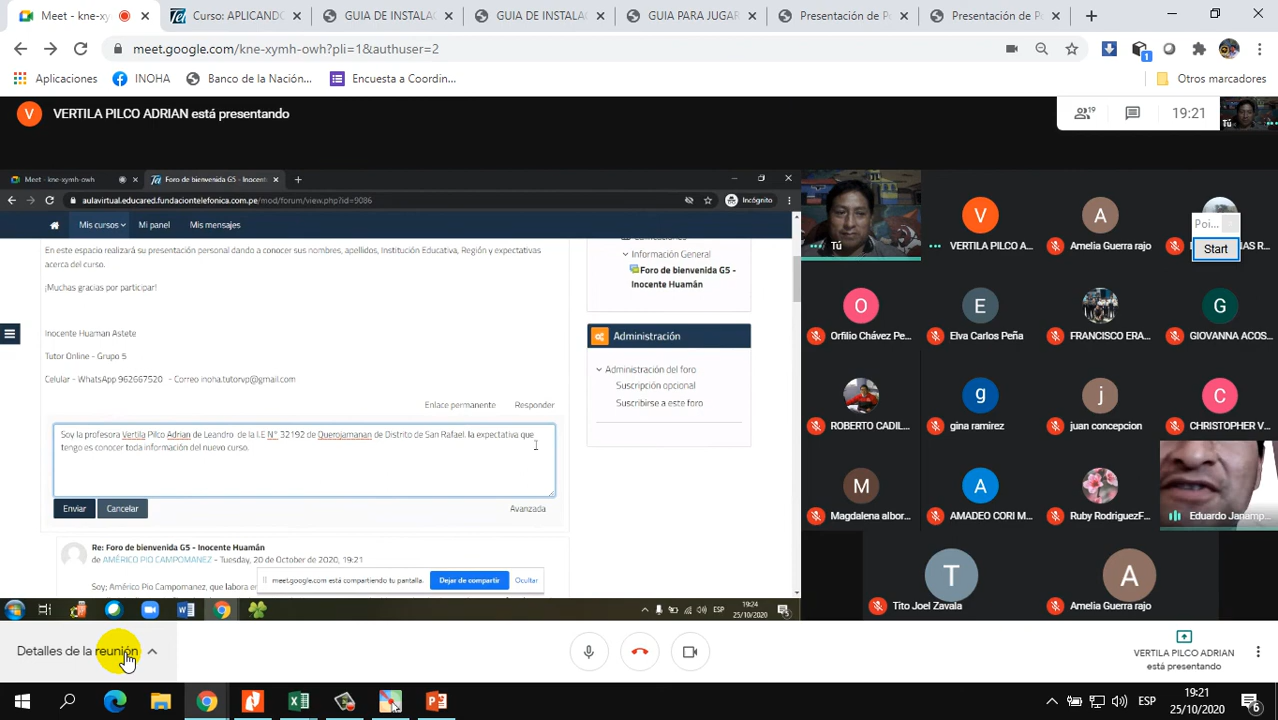 Meet - kne-xy
Curso: APLICANDO
GUIA DE INSTALA
GUIA DE INSTALA
GUIA PARA JUGAR
Presentación de P
Presentación de P
meet.google.com/kne-xymh-owh?pli=1&authuser=2
Aplicaciones
INOHA
Banco de la Nación...
Encuesta a Coordin...
Otros marcadores
V
VERTILA PILCO ADRIAN está presentando
19
19:21
Tú
Meet - kne-xymh-owh
Foro de bienvenida G5 - Inocent
aulavirtual.educared.fundaciontelefonica.com.pe/mod/forum/view.php?id=9086
Incógnito
Mis cursos
Mi panel
Mis mensajes
En este espacio realizará su presentación personal dando a conocer sus nombres, apellidos, Institución Educativa, Región y expectativas
acerca del curso.
¡Muchas gracias por participar!
Inocente Huaman Astete
Tutor Online - Grupo 5
Celular - WhatsApp 962667520 - Correo inoha.tutorvp@gmail.com
Enlace permanente
Responder
Soy la profesora Vertila Pilco Adrian de Leandro de la I.E N° 32192 de Querojamanan de Distrito de San Rafael. la expectativa que
tengo es conocer toda información del nuevo curso.
Enviar
Cancelar
Avanzada
Re: Foro de bienvenida G5 - Inocente Huamán
de AMÉRICO PIO CAMPOMANEZ - Tuesday, 20 de October de 2020, 19:21
Soy; Américo Pio Campomanez, que labora e
meet.google.com está compartiendo tu pantalla.
Dejar de compartir
Ocultar
Información General
Foro de bienvenida G5 -
Inocente Huamán
Administración
Administración del foro
Suscripción opcional
Suscribirse a este foro
19:24
25/10/2020
Tú
V
VERTILA PILCO A...
A
Amelia Guerra rajo
Poi...
Start
O
Orfilio Chávez Pe...
E
Elva Carlos Peña
FRANCISCO ERA...
G
GIOVANNA ACOS...
ROBERTO CADIL...
g
gina ramirez
j
juan concepcion
C
CHRISTOPHER V...
M
Magdalena albor...
A
AMADEO CORI M...
Ruby RodriguezF...
Eduardo Janamp...
T
Tito Joel Zavala
A
Amelia Guerra rajo
Detalles de la reunión
VERTILA PILCO ADRIAN
está presentando
ESP
19:21
25/10/2020
6